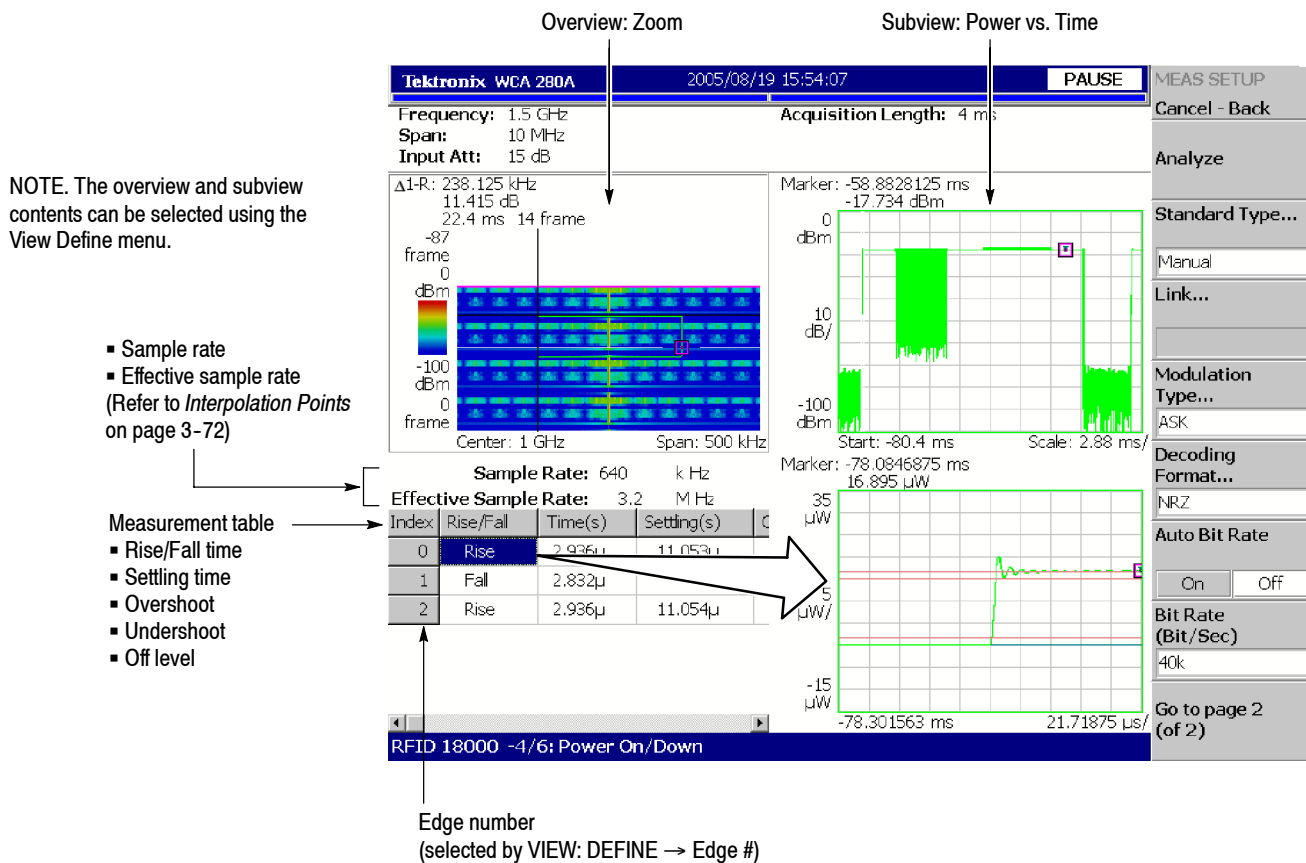 Overview: Zoom
Subview: Power vs. Time
NOTE. The overview and subview
contents can be selected using the
View Define menu.
▪ Sample rate
▪ Effective sample rate
(Refer to Interpolation Points
on page 3-72)
Measurement table
▪ Rise/Fall time
▪ Settling time
▪ Overshoot
▪ Undershoot
▪ Off level
Tektronix WCA 280A 2005/08/19 15:54:07 PAUSE
Frequency: 1.5 GHz
Span: 10 MHz
Input Att: 15 dB
Acquisition Length: 4 ms
Δ1-R: 238.125 kHz
11.415 dB
22.4 ms 14 frame
-87
frame
0
dBm
-100
dBm
0
frame
Center: 1 GHz Span: 500 kHz
Marker: -58.8828125 ms
-17.734 dBm
0
dBm
10
dB/
-100
dBm
Start: -80.4 ms Scale: 2.88 ms/
Sample Rate: 640 k Hz
Effective Sample Rate: 3.2 M Hz
Index Rise/Fall Time(s) Settling(s)
0 Rise 2.936µ 11.053µ
1 Fall 2.832µ
2 Rise 2.936µ 11.054µ
Marker: -78.0846875 ms
16.895 µW
35
µW
5
µW/
-15
µW
-78.301563 ms 21.71875 µs/
RFID 18000 -4/6: Power On/Down
MEAS SETUP
Cancel - Back
Analyze
Standard Type...
Manual
Link...
Modulation
Type...
ASK
Decoding
Format...
NRZ
Auto Bit Rate
On Off
Bit Rate
(Bit/Sec)
40k
Go to page 2
(of 2)
Edge number
(selected by VIEW: DEFINE → Edge #)